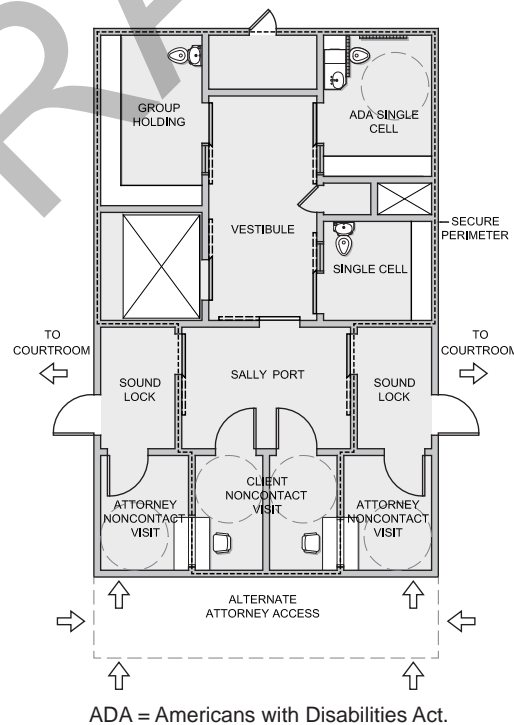 GROUP
HOLDING
ADA SINGLE
CELL
VESTIBULE
SECURE
PERIMETER
SINGLE CELL
TO
COURTROOM
TO
COURTROOM
SALLY PORT
SOUND
LOCK
SOUND
LOCK
ATTORNEY
NONCONTACT
VISIT
CLIENT
NONCONTACT
VISIT
ATTORNEY
NONCONTACT
VISIT
ALTERNATE
ATTORNEY ACCESS
ADA = Americans with Disabilities Act.